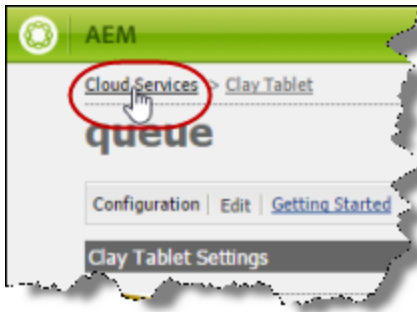 AEM
Cloud Services > Clay Tablet
queue
Configuration | Edit | Getting Started
Clay Tablet Settings